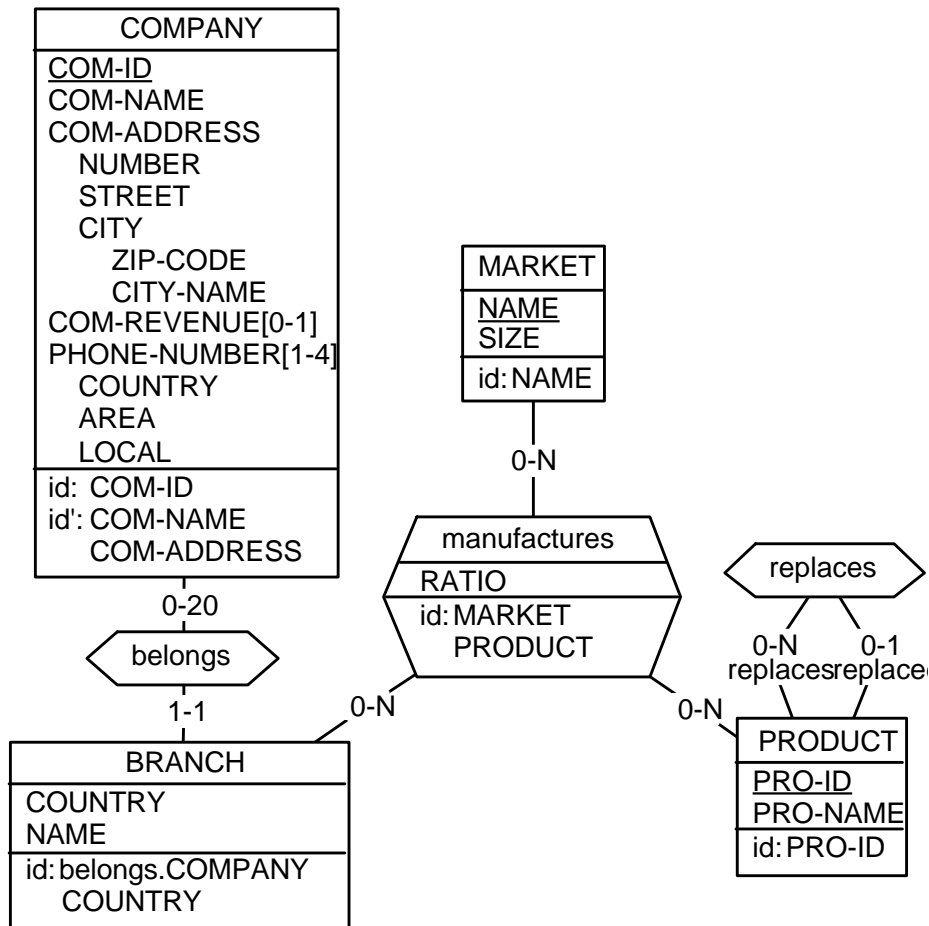 COMPANY
COM-ID
COM-NAME
COM-ADDRESS
NUMBER
STREET
CITY
ZIP-CODE
CITY-NAME
COM-REVENUE[0-1]
PHONE-NUMBER[1-4]
COUNTRY
AREA
LOCAL
id: COM-ID
id': COM-NAME
COM-ADDRESS
0-20
belongs
1-1
BRANCH
COUNTRY
NAME
id: belongs.COMPANY
COUNTRY
MARKET
NAME
SIZE
id: NAME
0-N
manufactures
RATIO
id: MARKET
PRODUCT
0-N
0-N
replaces
0-N
replaces
0-1
replaced
PRODUCT
PRO-ID
PRO-NAME
id: PRO-ID